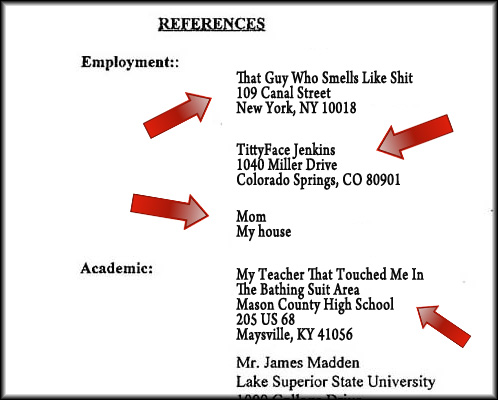 REFERENCES
Employment::
That Guy Who Smells Like Shit
109 Canal Street
New York, NY 10018
TittyFace Jenkins
1040 Miller Drive
Colorado Springs, CO 80901
Mom
My house
Academic:
My Teacher That Touched Me In
The Bathing Suit Area
Mason County High School
205 US 68
Maysville, KY 41056
Mr. James Madden
Lake Superior State University